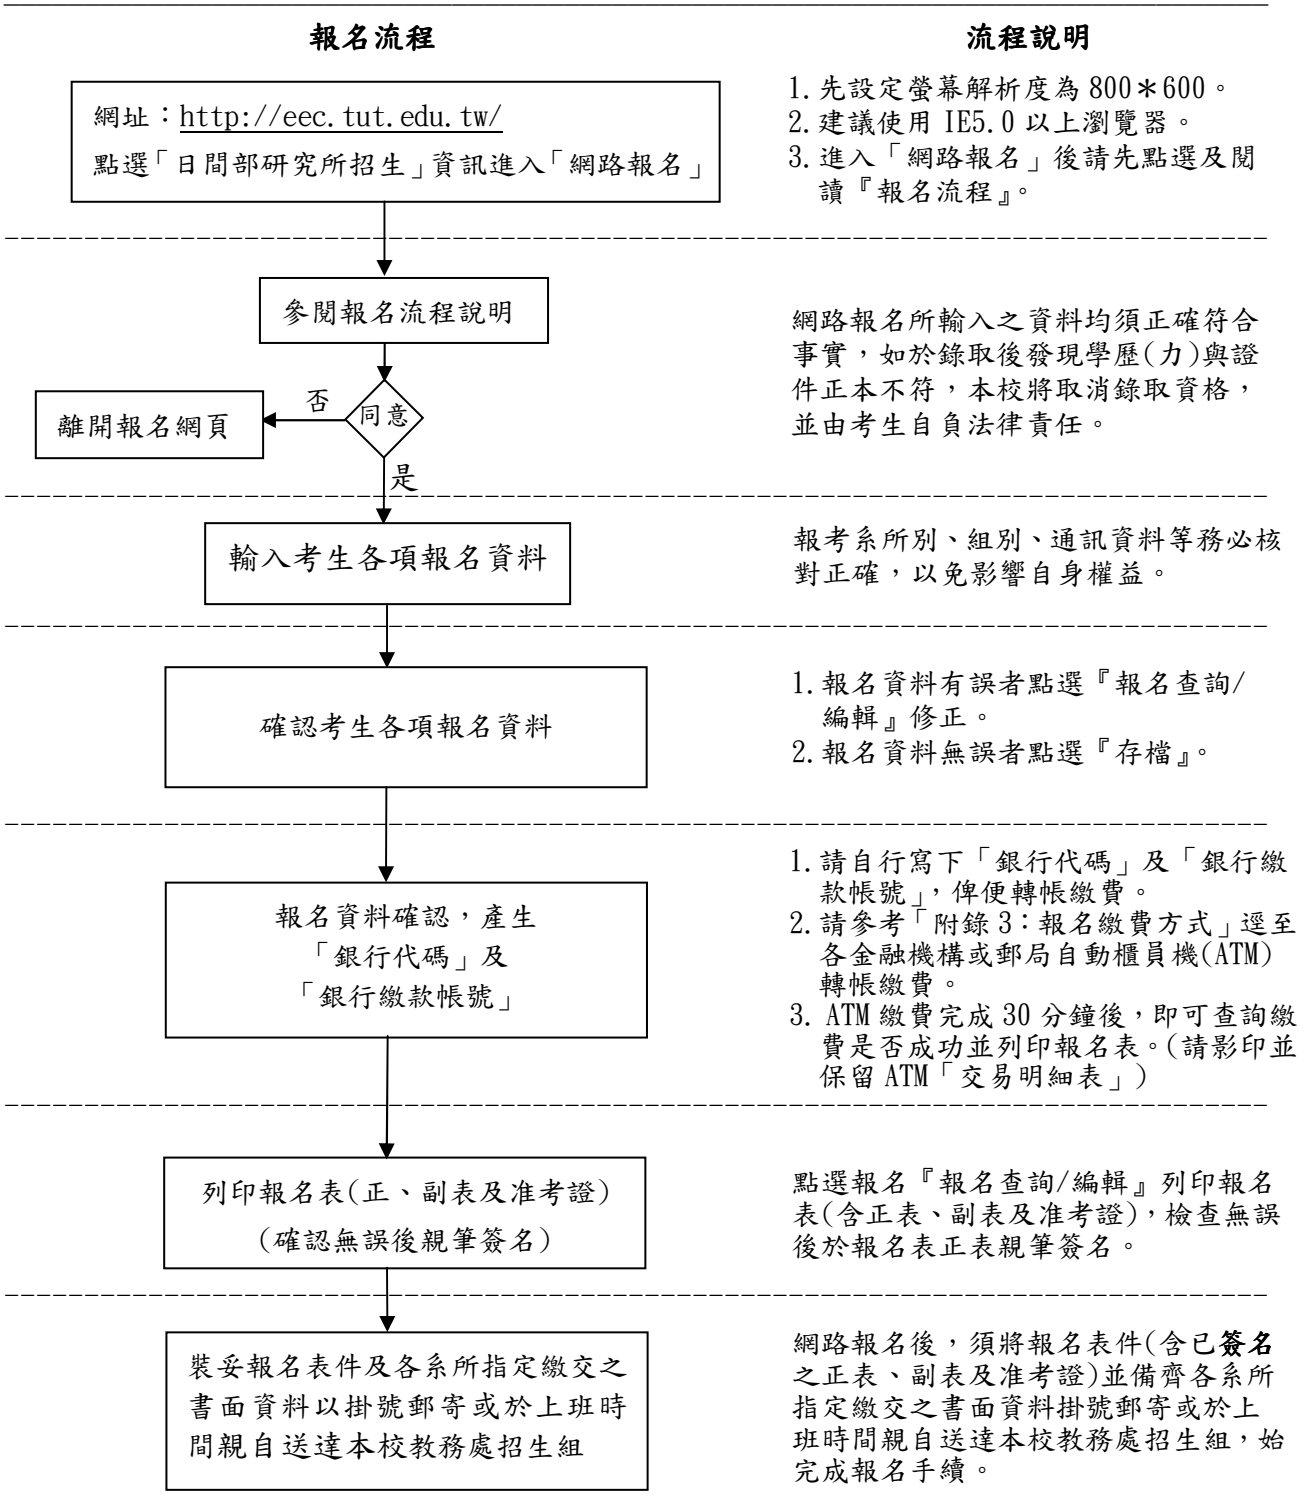 報名流程
流程說明
網址：http://eec.tut.edu.tw/
點選「日間部研究所招生」資訊進入「網路報名」
1.先設定螢幕解析度為 800＊600。
2.建議使用 IE5.0 以上瀏覽器。
3.進入「網路報名」後請先點選及閱
讀『報名流程』。
參閱報名流程說明
同意
否
離開報名網頁
是
網路報名所輸入之資料均須正確符合
事實，如於錄取後發現學歷(力)與證
件正本不符，本校將取消錄取資格，
並由考生自負法律責任。
輸入考生各項報名資料
報考系所別、組別、通訊資料等務必核
對正確，以免影響自身權益。
確認考生各項報名資料
1.報名資料有誤者點選『報名查詢/
編輯』修正。
2.報名資料無誤者點選『存檔』。
報名資料確認，產生
「銀行代碼」及
「銀行繳款帳號」
1.請自行寫下「銀行代碼」及「銀行繳
款帳號」，俾便轉帳繳費。
2.請參考「附錄 3：報名繳費方式」逕至
各金融機構或郵局自動櫃員機(ATM)
轉帳繳費。
3. ATM 繳費完成 30 分鐘後，即可查詢繳
費是否成功並列印報名表。(請影印並
保留 ATM「交易明細表」)
列印報名表(正、副表及准考證)
(確認無誤後親筆簽名)
點選報名『報名查詢/編輯』列印報名
表(含正表、副表及准考證)，檢查無誤
後於報名表正表親筆簽名。
裝妥報名表件及各系所指定繳交之
書面資料以掛號郵寄或於上班時
間親自送達本校教務處招生組
網路報名後，須將報名表件(含已簽名
之正表、副表及准考證)並備齊各系所
指定繳交之書面資料掛號郵寄或於上
班時間親自送達本校教務處招生組，始
完成報名手續。